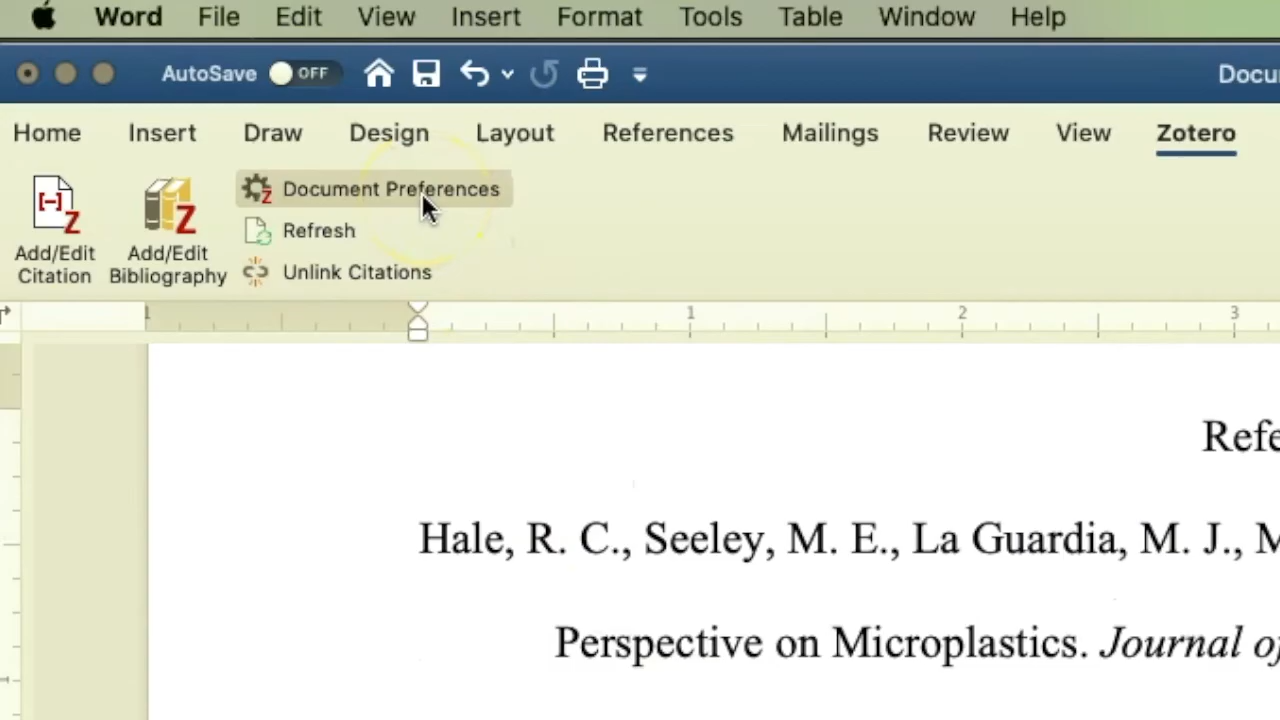 Word File Edit View Insert Format Tools Table Window Help
AutoSave OFF
Home Insert Draw Design Layout References Mailings Review View Zotero
Add/Edit Citation
Add/Edit Bibliography
Document Preferences
Refresh
Unlink Citations
1 1 2 3
Hale, R. C., Seeley, M. E., La Guardia, M. J., M
Perspective on Microplastics. Journal of